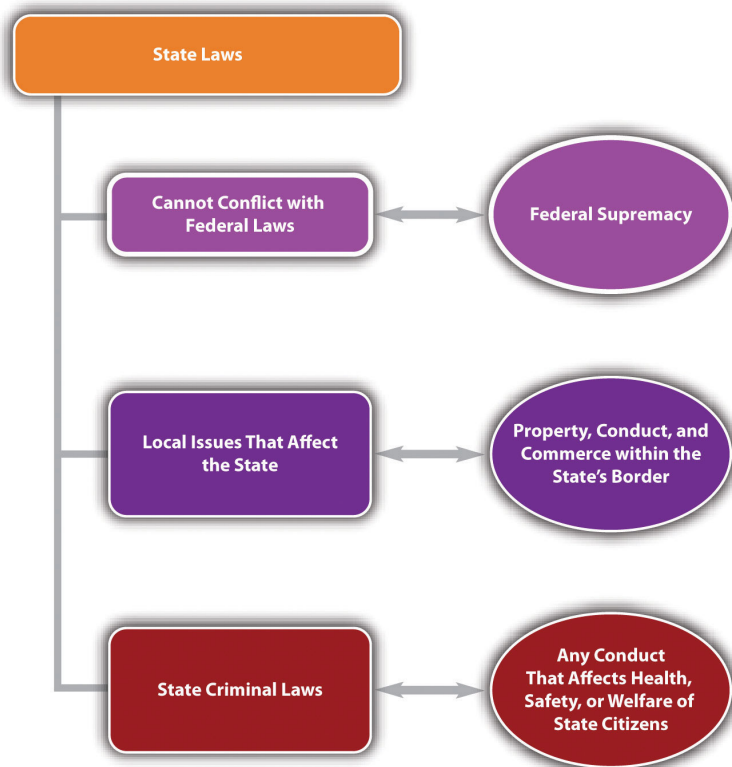 State Laws
Cannot Conflict with
Federal Laws
Federal Supremacy
Local Issues That Affect
the State
Property, Conduct, and
Commerce within the
State's Border
State Criminal Laws
Any Conduct
That Affects Health,
Safety, or Welfare of
State Citizens